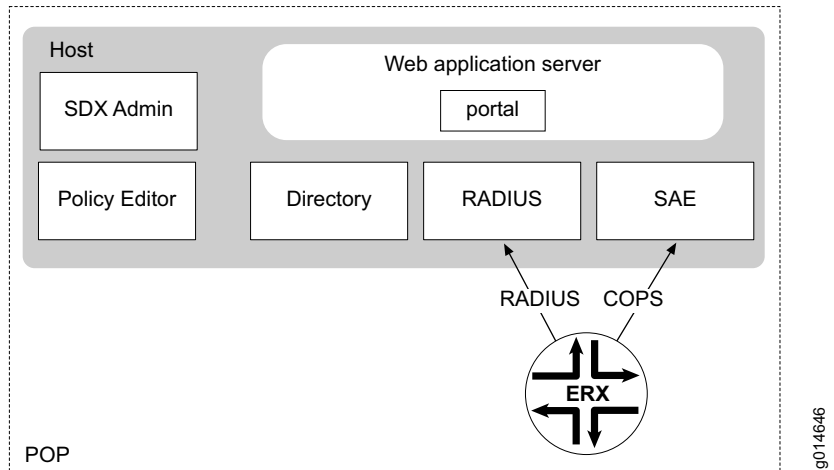 Host
Web application server
SDX Admin
portal
Policy Editor
Directory
RADIUS
SAE
RADIUS
COPS
ERX
POP
g014646